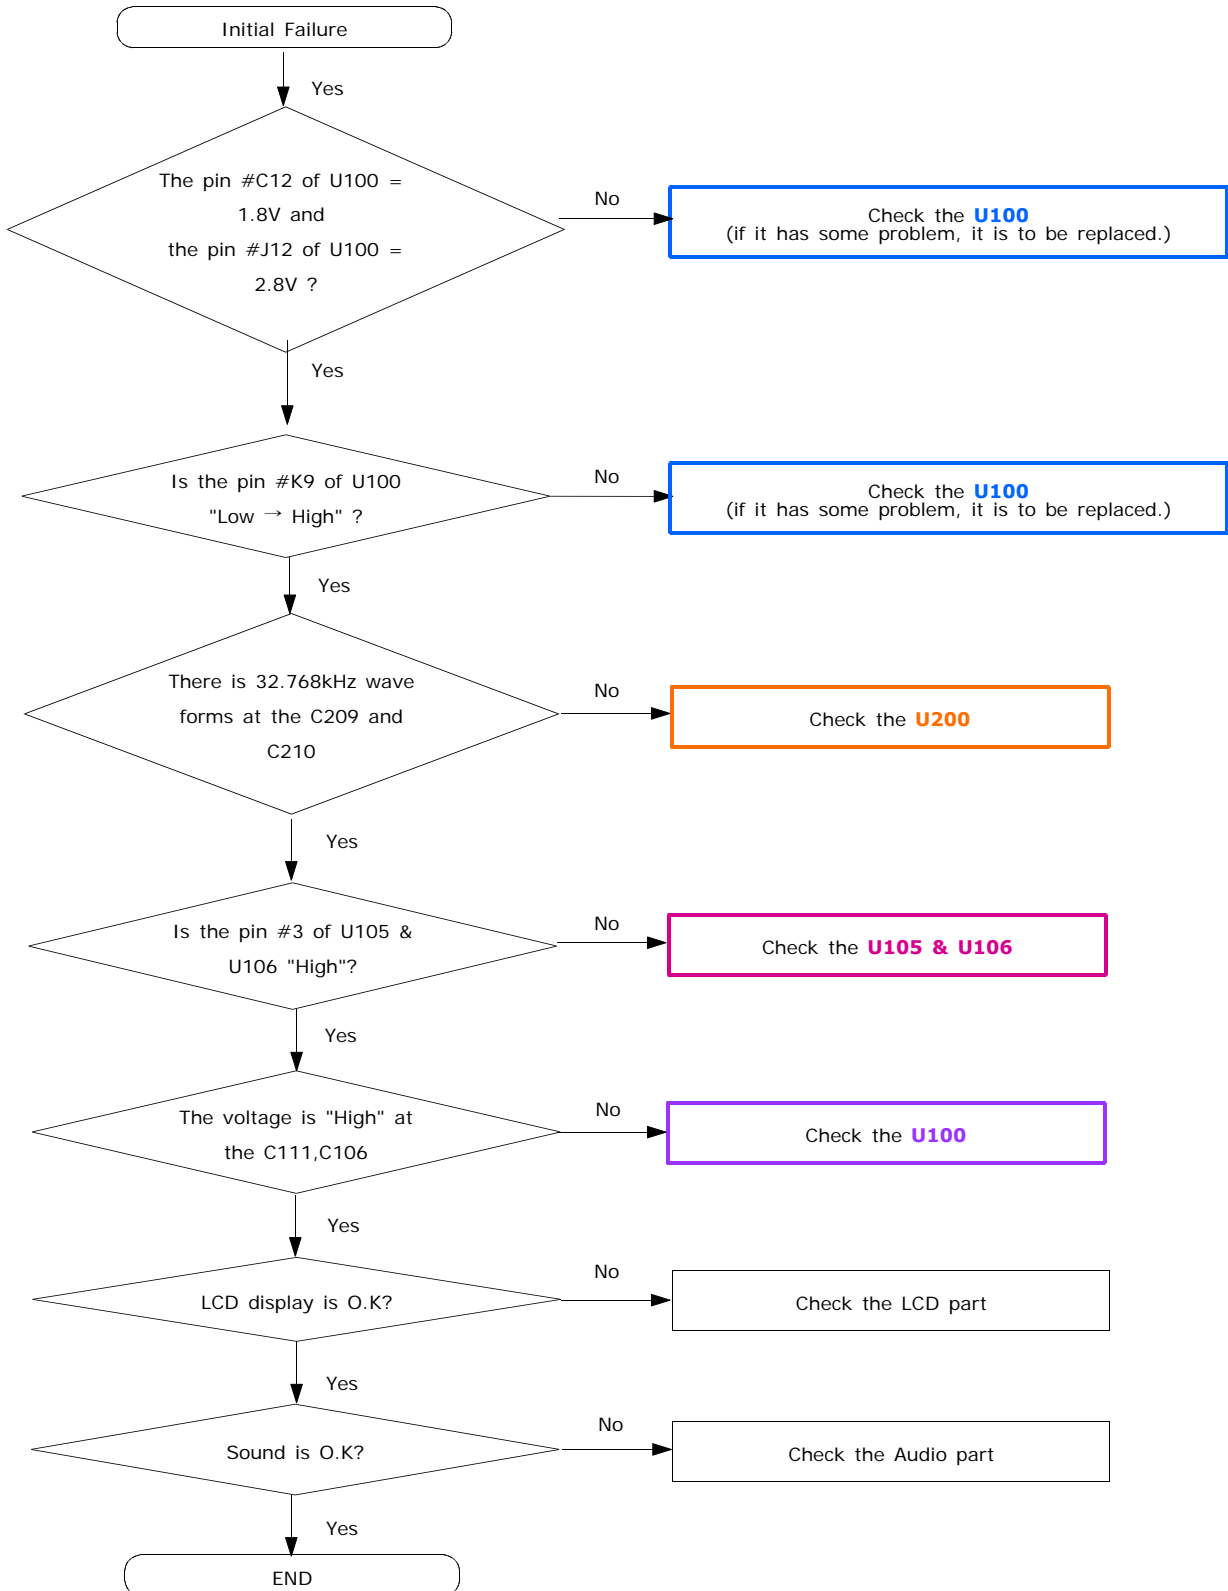 Initial Failure
Yes
The pin #C12 of U100 =
1.8V and
the pin #J12 of U100 =
2.8V ?
No
Check the U100
(if it has some problem, it is to be replaced.)
Yes
Is the pin #K9 of U100
"Low → High" ?
No
Check the U100
(if it has some problem, it is to be replaced.)
Yes
There is 32.768kHz wave
forms at the C209 and
C210
No
Check the U200
Yes
Is the pin #3 of U105 &
U106 "High"?
No
Check the U105 & U106
Yes
The voltage is "High" at
the C111,C106
No
Check the U100
Yes
LCD display is O.K?
No
Check the LCD part
Yes
Sound is O.K?
No
Check the Audio part
Yes
END